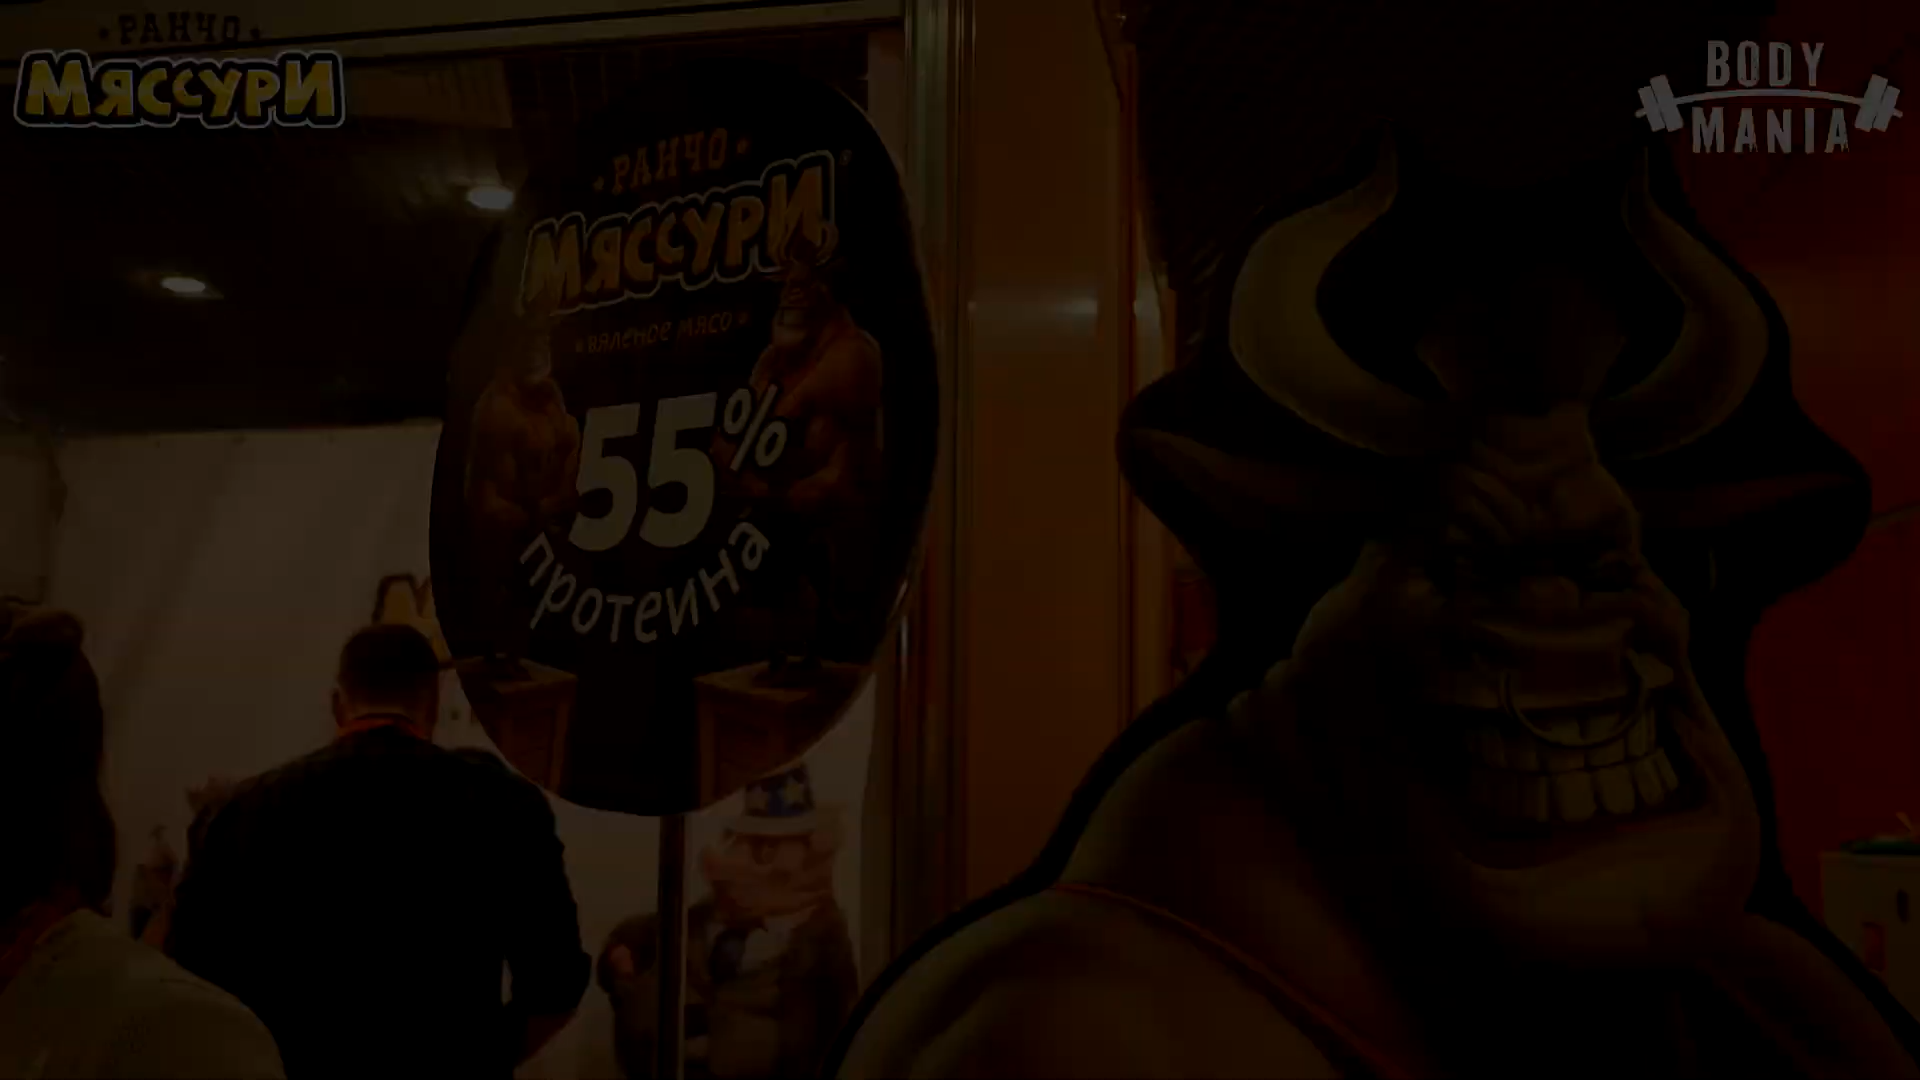 РАНЧО
МЯССУРИ
BODY
MANIA
РАНЧО
МЯССУРИ
вяленое мясо
55%
протеина